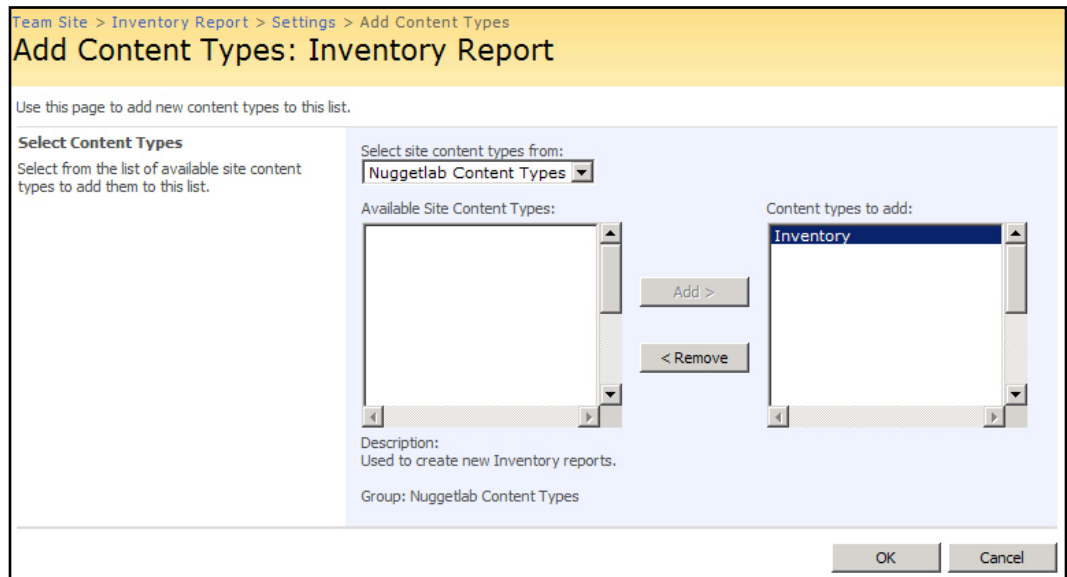 Team Site > Inventory Report > Settings > Add Content Types
Add Content Types: Inventory Report
Use this page to add new content types to this list.
Select Content Types
Select from the list of available site content
types to add them to this list.
Select site content types from:
Nuggetlab Content Types
Available Site Content Types:
Content types to add:
Inventory
Add >
< Remove
Description:
Used to create new Inventory reports.
Group: Nuggetlab Content Types
OK
Cancel